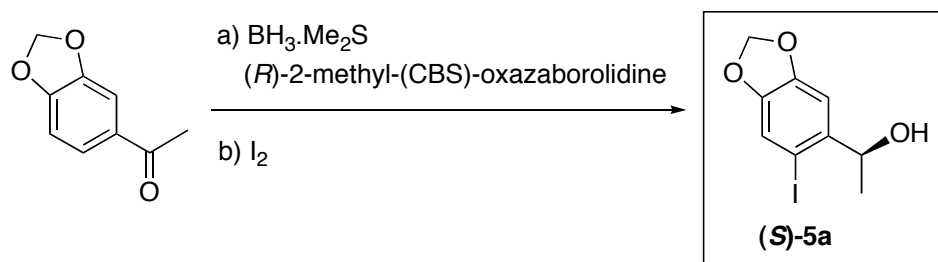 a) BH3.Me2S
(R)-2-methyl-(CBS)-oxazaborolidine
b) I2
O
O
O
O
O
OH
I
(S)-5a